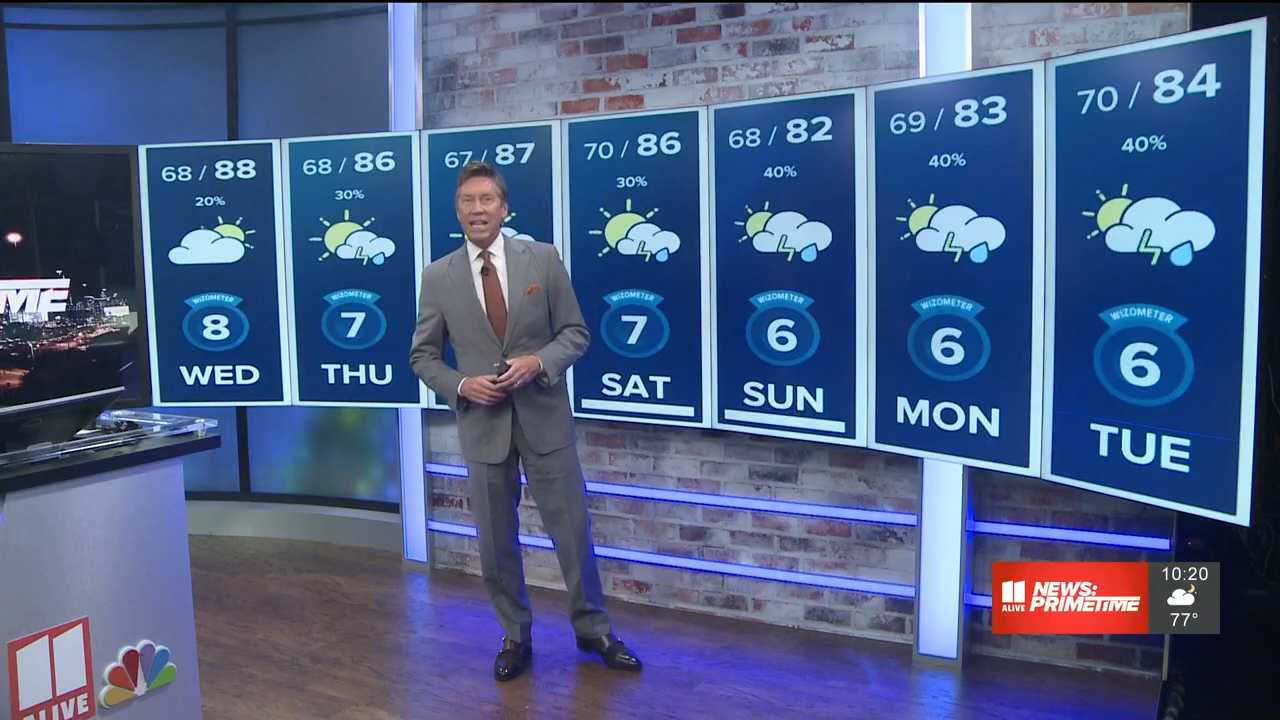 68 / 88
20%
WIZOMETER
8
WED
68 / 86
30%
WIZOMETER
7
THU
67 / 87
70 / 86
30%
WIZOMETER
7
SAT
68 / 82
40%
WIZOMETER
6
SUN
69 / 83
40%
WIZOMETER
6
MON
70 / 84
40%
WIZOMETER
6
TUE
11
ALIVE
NEWS:
PRIMETIME
10:20
77°
11
ALIVE